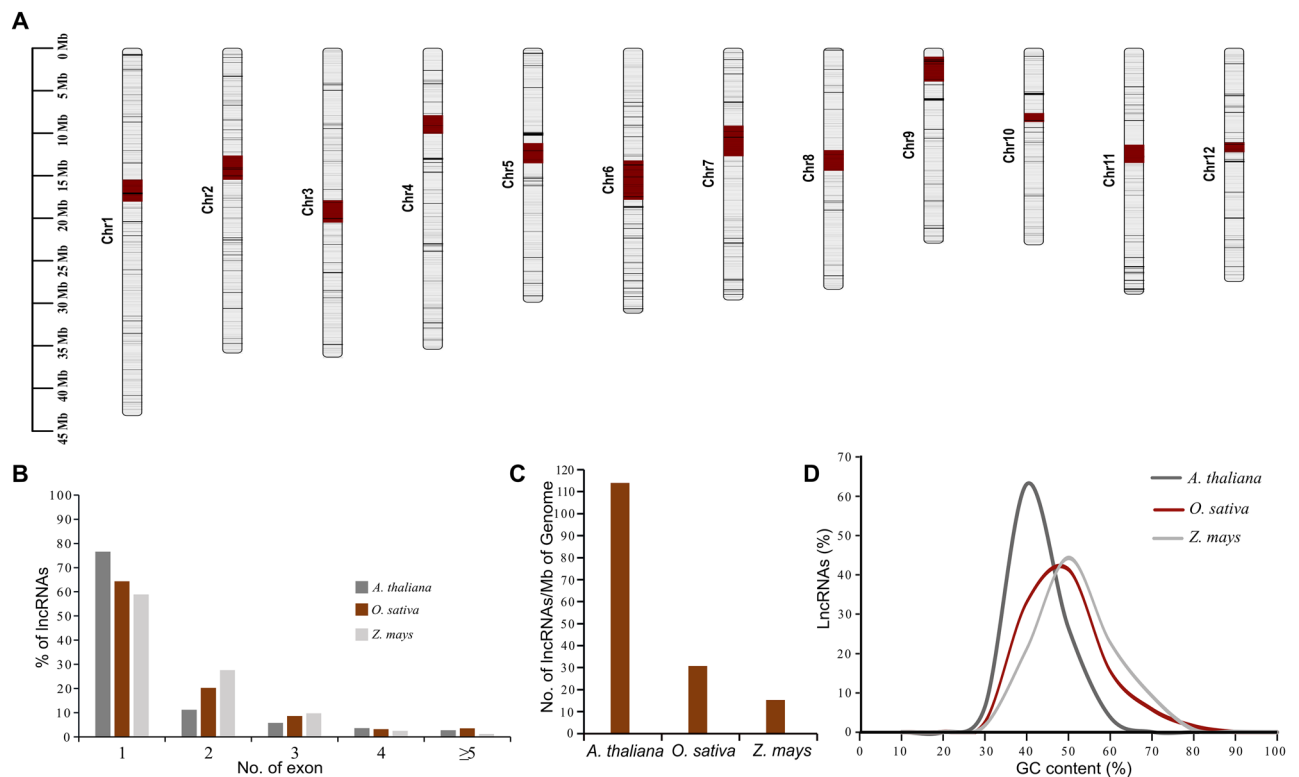 A
0 Mb
5 Mb
10 Mb
15 Mb
20 Mb
25 Mb
30 Mb
35 Mb
40 Mb
45 Mb
Chr1
Chr2
Chr3
Chr4
Chr5
Chr6
Chr7
Chr8
Chr9
Chr10
Chr11
Chr12
B
% of lncRNAs
100
90
80
70
60
50
40
30
20
10
0
1
2
3
4
≥5
No. of exon
A. thaliana
O. sativa
Z. mays
C
No. of lncRNAs/Mb of Genome
120
110
100
90
80
70
60
50
40
30
20
10
0
A. thaliana
O. sativa
Z. mays
D
LncRNAs (%)
70
60
50
40
30
20
10
0
0
10
20
30
40
50
60
70
80
90
100
GC content (%)
A. thaliana
O. sativa
Z. mays